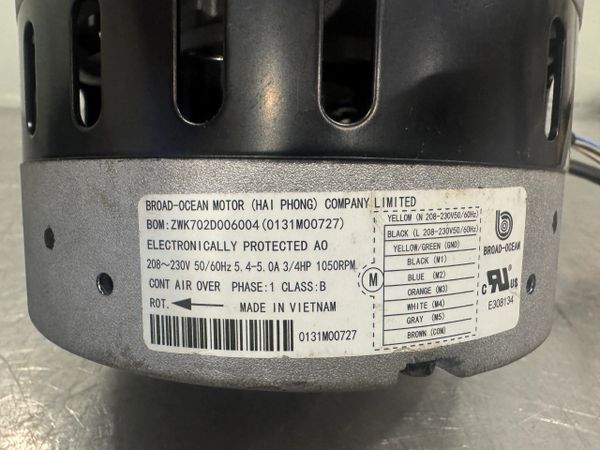 BROAD-OCEAN MOTOR (HAI PHONG) COMPANY LIMITED
BOM:ZWK702D006004(0131M00727)
ELECTRONICALLY PROTECTED AO
208~230V 50/60Hz 5.4-5.0A 3/4HP 1050RPM
CONT AIR OVER PHASE:1 CLASS:B
ROT. MADE IN VIETNAM
0131M00727
M
YELLOW (N 208-230V50/60Hz)
BLACK (L 208-230V50/60Hz)
YELLOW/GREEN (GND)
BLACK (M1)
BLUE (M2)
ORANGE (M3)
WHITE (M4)
GRAY (M5)
BROWN (COM)
BROAD-OCEAN
c RU US
E308134